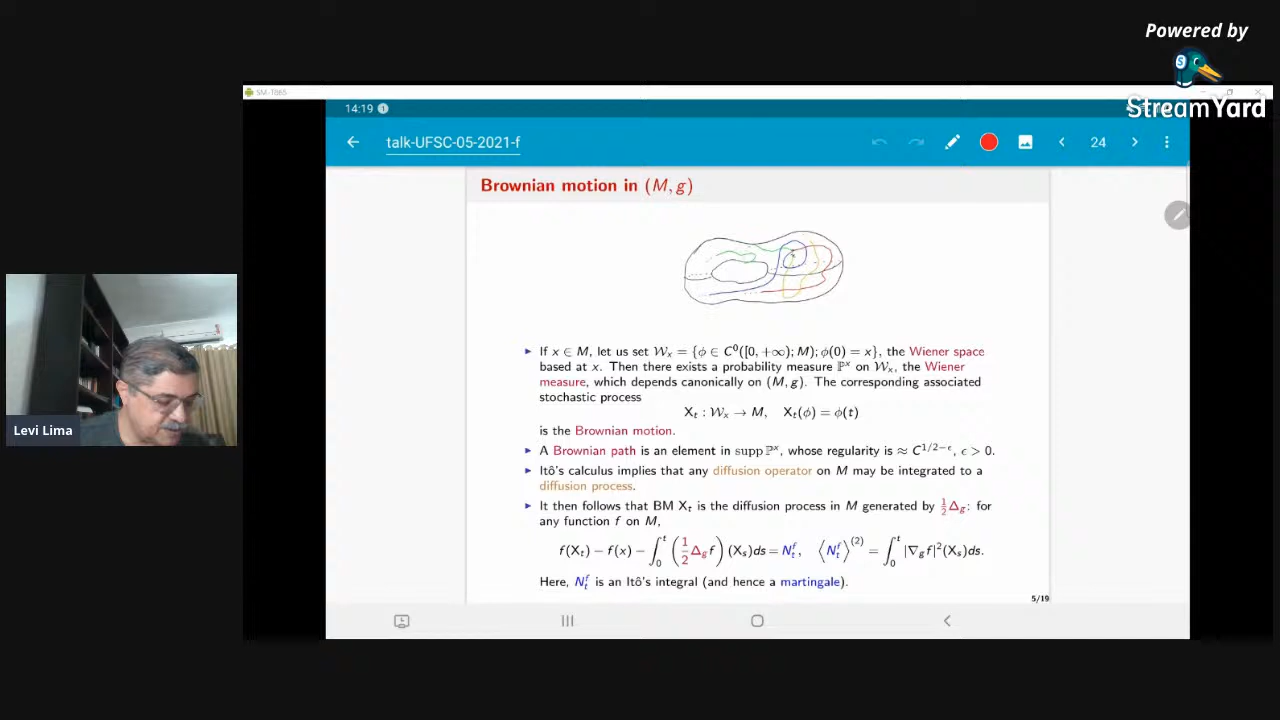 Powered by
StreamYard
SM-T865
14:19
talk-UFSC-05-2021-f
24
Brownian motion in (M, g)
► If x ∈ M, let us set 𝒲ₓ = {ϕ ∈ C⁰([0, +∞); M); ϕ(0) = x}, the Wiener space
based at x. Then there exists a probability measure ℙˣ on 𝒲ₓ, the Wiener
measure, which depends canonically on (M, g). The corresponding associated
stochastic process
Xₜ : 𝒲ₓ → M, Xₜ(ϕ) = ϕ(t)
is the Brownian motion.
► A Brownian path is an element in supp ℙˣ, whose regularity is ≈ C^{1/2−ϵ}, ϵ > 0.
► Itô's calculus implies that any diffusion operator on M may be integrated to a
diffusion process.
► It then follows that BM Xₜ is the diffusion process in M generated by ½Δ_g: for
any function f on M,
f(Xₜ) − f(x) − ∫₀ᵗ (½Δ_g f) (Xₛ)ds = Nₜᶠ, ⟨Nₜᶠ⟩⁽²⁾ = ∫₀ᵗ |∇_g f|²(Xₛ)ds.
Here, Nₜᶠ is an Itô's integral (and hence a martingale).
5/19
Levi Lima